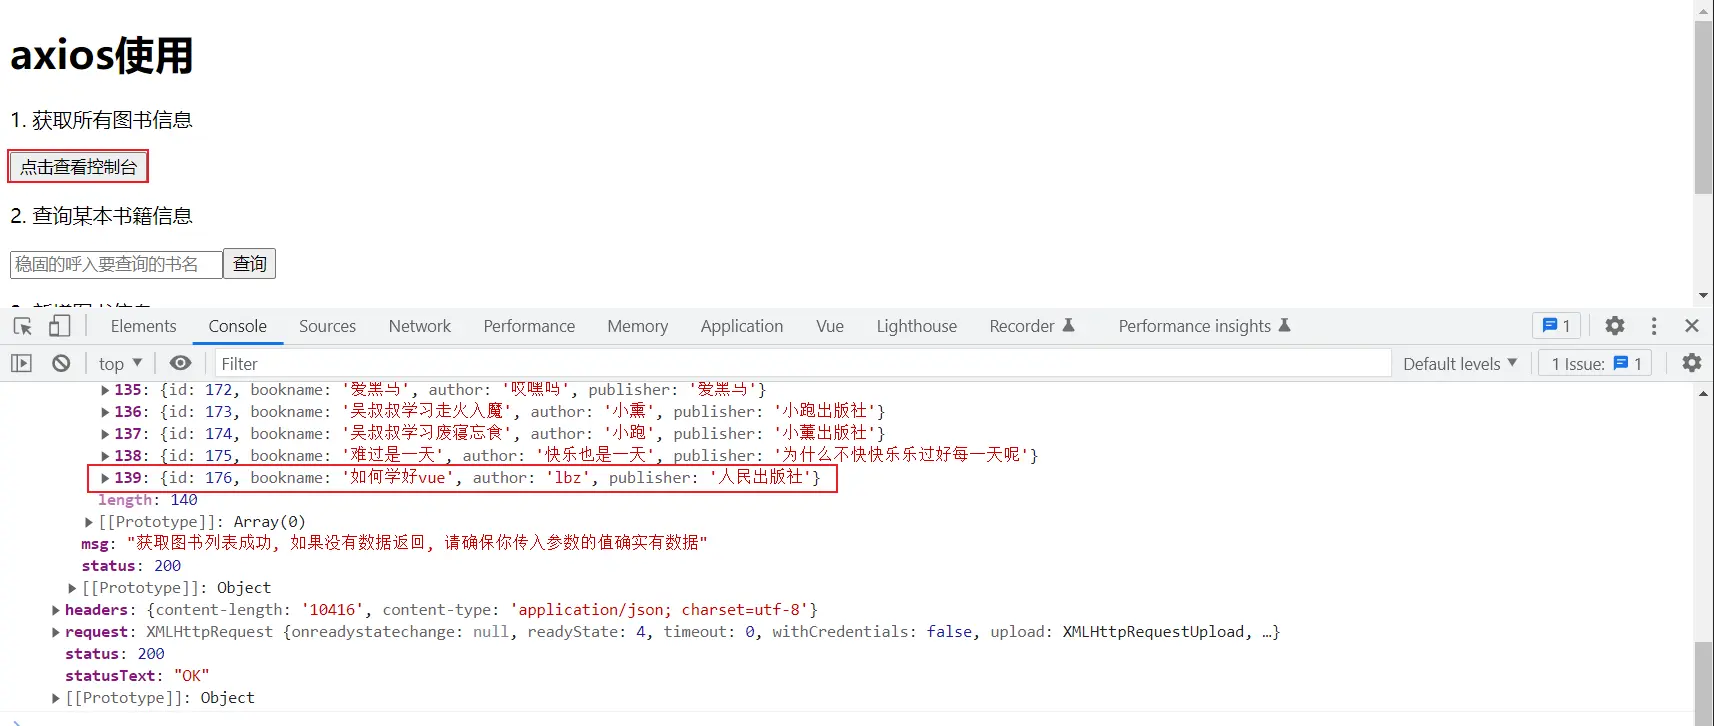 axios使用
1. 获取所有图书信息
点击查看控制台
2. 查询某本书籍信息
稳固的呼入要查询的书名 查询
Elements Console Sources Network Performance Memory Application Vue Lighthouse Recorder Performance insights 1
top Filter Default levels 1 Issue: 1
135: {id: 172, bookname: '爱黑马', author: '哎嘿吗', publisher: '爱黑马'}
136: {id: 173, bookname: '吴叔叔学习走火入魔', author: '小熏', publisher: '小跑出版社'}
137: {id: 174, bookname: '吴叔叔学习废寝忘食', author: '小跑', publisher: '小薰出版社'}
138: {id: 175, bookname: '难过是一天', author: '快乐也是一天', publisher: '为什么不快快乐乐过好每一天呢'}
139: {id: 176, bookname: '如何学好vue', author: 'lbz', publisher: '人民出版社'}
length: 140
[[Prototype]]: Array(0)
msg: "获取图书列表成功, 如果没有数据返回, 请确保你传入参数的值确实有数据"
status: 200
[[Prototype]]: Object
headers: {content-length: '10416', content-type: 'application/json; charset=utf-8'}
request: XMLHttpRequest {onreadystatechange: null, readyState: 4, timeout: 0, withCredentials: false, upload: XMLHttpRequestUpload, …}
status: 200
statusText: "OK"
[[Prototype]]: Object